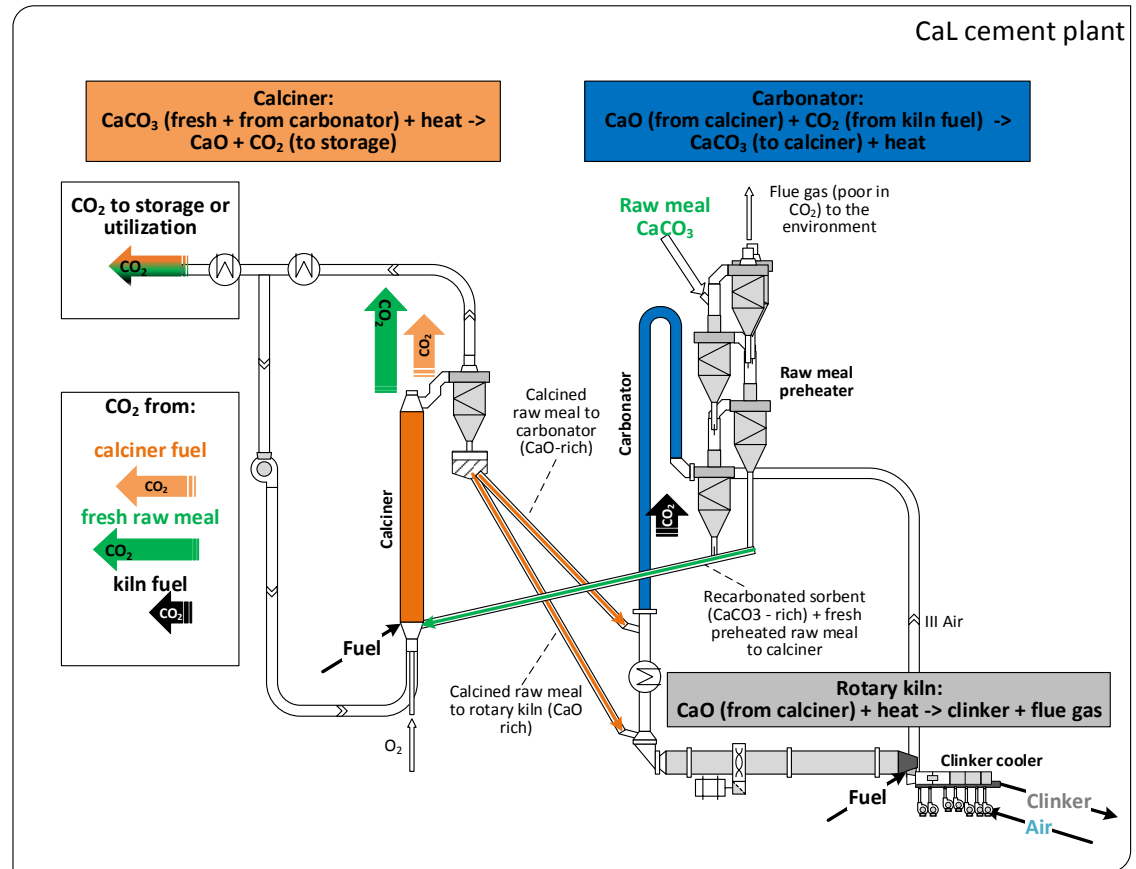 CaL cement plant
Calciner:
CaCO₃ (fresh + from carbonator) + heat ->
CaO + CO₂ (to storage)
Carbonator:
CaO (from calciner) + CO₂ (from kiln fuel) ->
CaCO₃ (to calciner) + heat
CO₂ to storage or
utilization
CO₂
CO₂
CO₂
Raw meal
CaCO₃
Flue gas (poor in
CO₂) to the
environment
Raw meal
preheater
Calcined
raw meal to
carbonator
(CaO-rich)
Carbonator
CO₂
CO₂ from:
calciner fuel
CO₂
fresh raw meal
CO₂
kiln fuel
CO₂
Calciner
Fuel
O₂
Calcined raw meal
to rotary kiln (CaO
rich)
Recarbonated sorbent
(CaCO3 - rich) + fresh
preheated raw meal
to calciner
III Air
Rotary kiln:
CaO (from calciner) + heat -> clinker + flue gas
Clinker cooler
Fuel
Clinker
Air